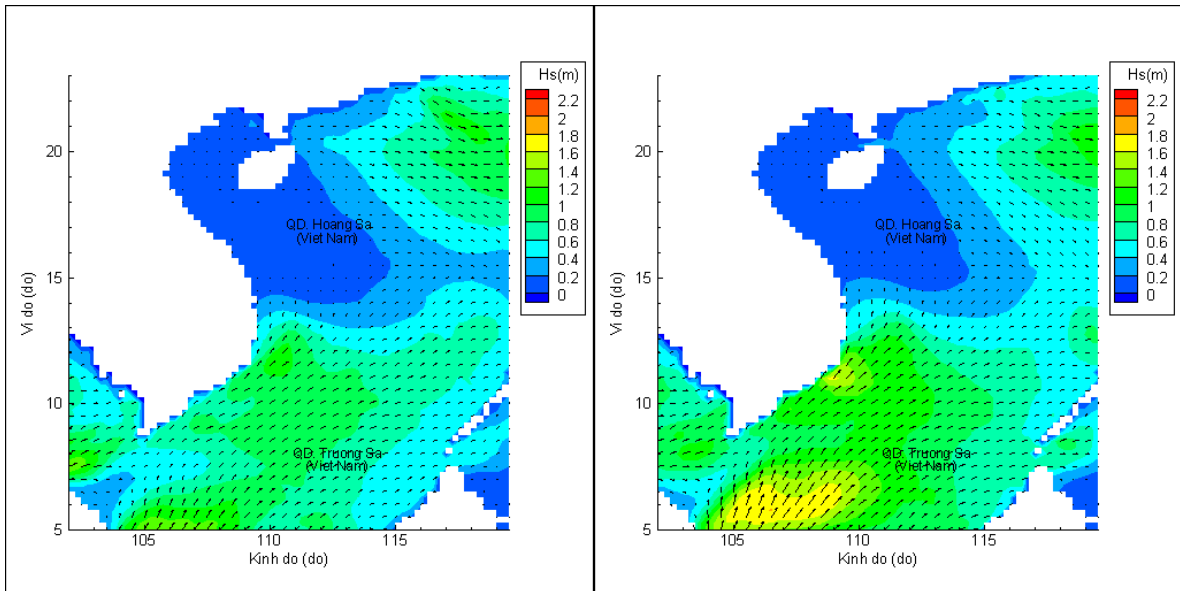 Hs(m)
2.2
2
1.8
1.6
1.4
1.2
1
0.8
0.6
0.4
0.2
0
20
15
10
5
Vi do (do)
QD. Hoang Sa
(Viet Nam)
QD. Truong Sa
(Viet Nam)
105
110
115
Kinh do (do)
Hs(m)
2.2
2
1.8
1.6
1.4
1.2
1
0.8
0.6
0.4
0.2
0
20
15
10
5
Vi do (do)
QD. Hoang Sa
(Viet Nam)
QD. Truong Sa
(Viet Nam)
105
110
115
Kinh do (do)